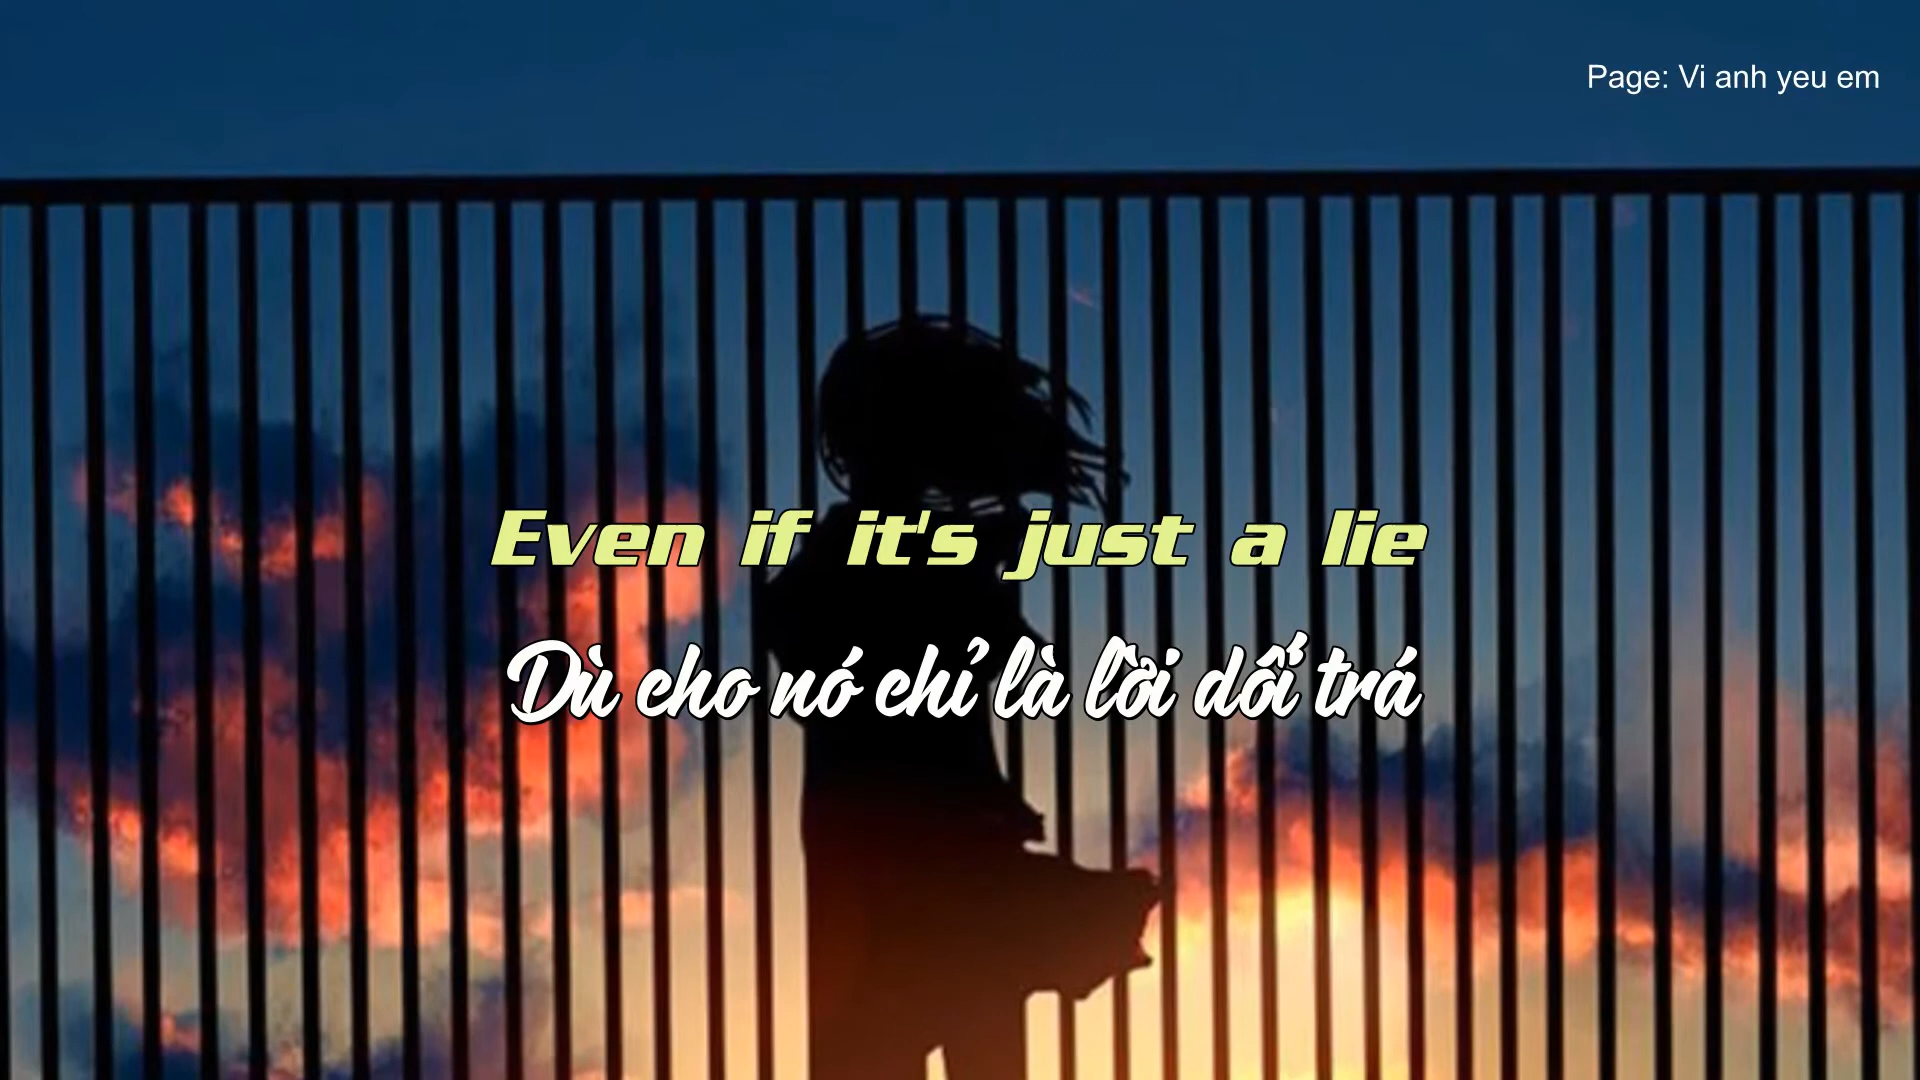 Page: Vi anh yeu em
Even if it's just a lie
Dù cho nó chỉ là lời dối trá